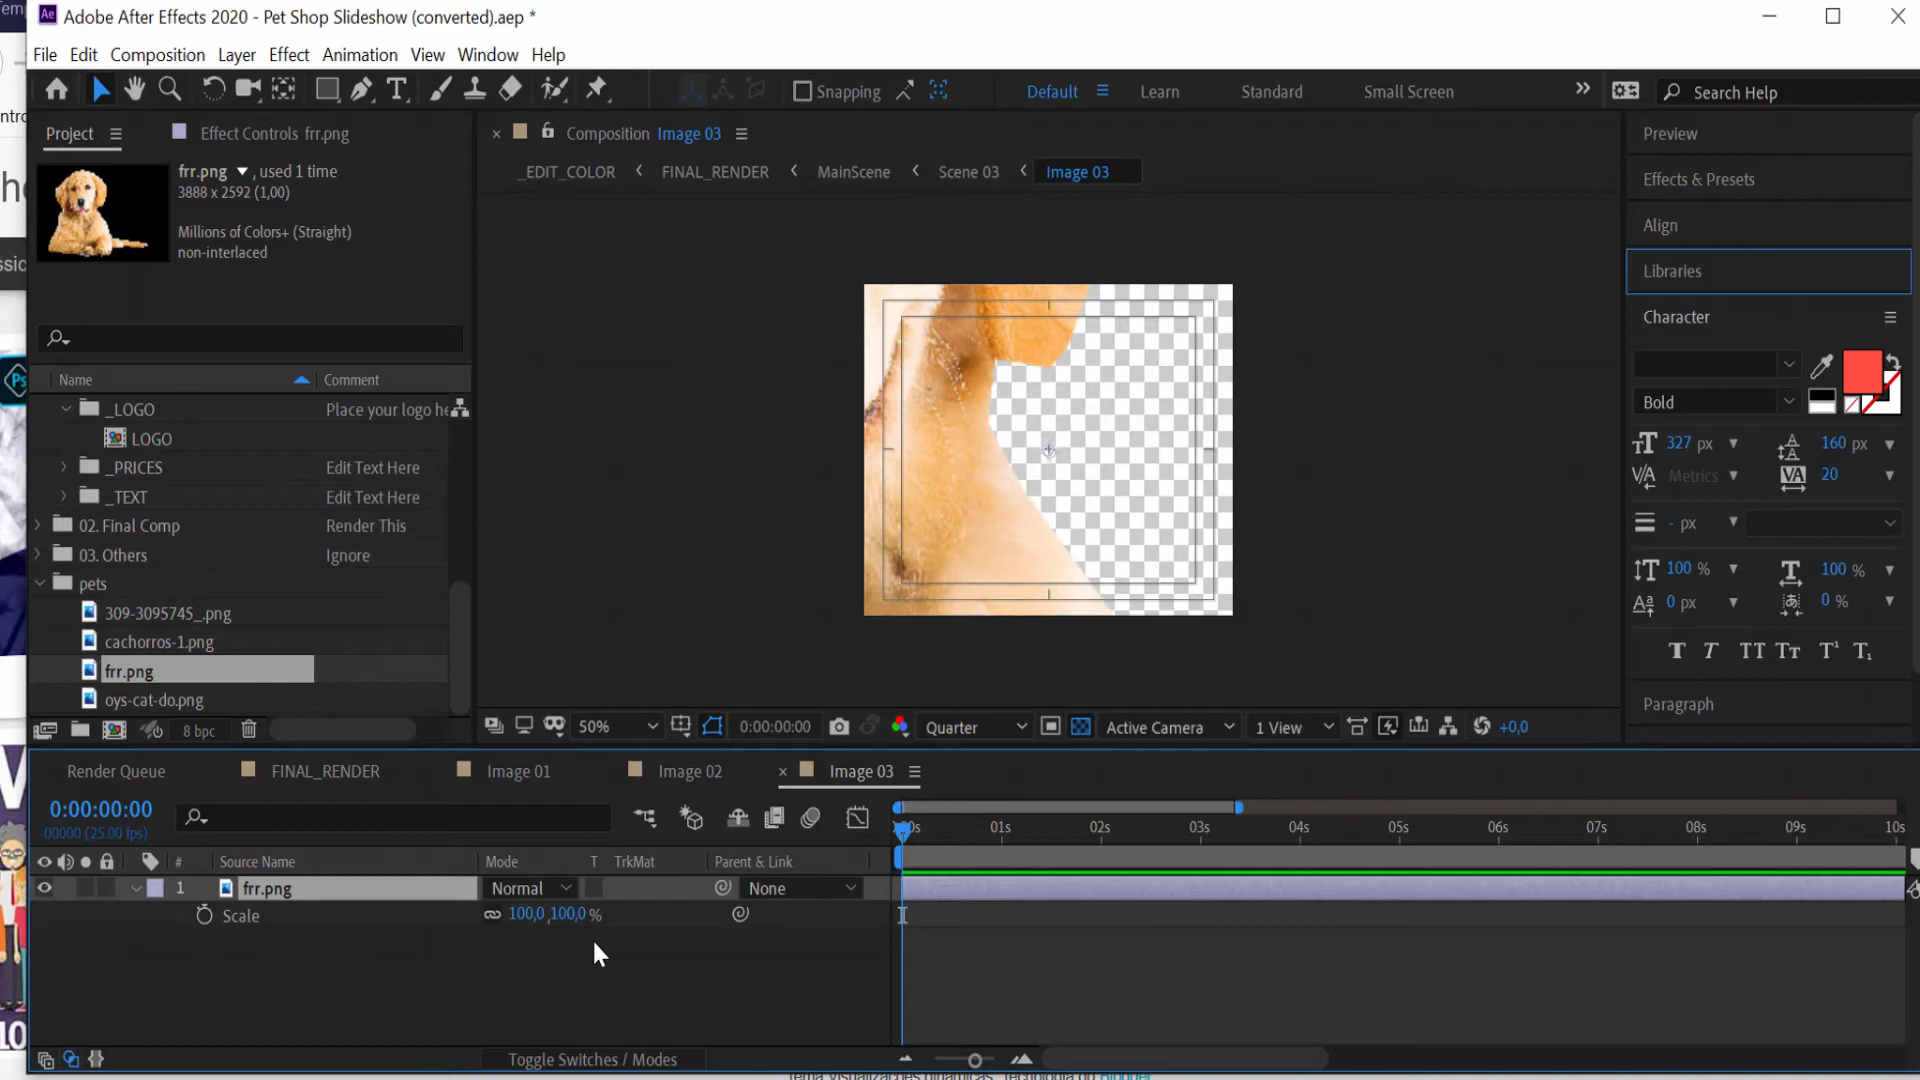 Adobe After Effects 2020 - Pet Shop Slideshow (converted).aep *
File Edit Composition Layer Effect Animation View Window Help
Snapping Default Learn Standard Small Screen Search Help
Project Effect Controls frr.png Composition Image 03 Preview
frr.png , used 1 time
3888 x 2592 (1,00)
_EDIT_COLOR FINAL_RENDER MainScene Scene 03 Image 03
Effects & Presets
Millions of Colors+ (Straight)
non-interlaced
Align
Libraries
Character
Name Comment
_LOGO Place your logo he
LOGO
_PRICES Edit Text Here
_TEXT Edit Text Here
02. Final Comp Render This
03. Others Ignore
pets
309-3095745_.png
cachorros-1.png
frr.png
oys-cat-do.png
8 bpc
Bold
327 px 160 px
Metrics 20
- px
100 % 100 %
0 px 0 %
Paragraph
50% 0:00:00:00 Quarter Active Camera 1 View +0,0
Render Queue FINAL_RENDER Image 01 Image 02 Image 03
0:00:00:00
00000 (25.00 fps)
:00s 01s 02s 03s 04s 05s 06s 07s 08s 09s 10s
# Source Name Mode T TrkMat Parent & Link
1 frr.png Normal None
Scale 100,0 ,100,0 %
Toggle Switches / Modes